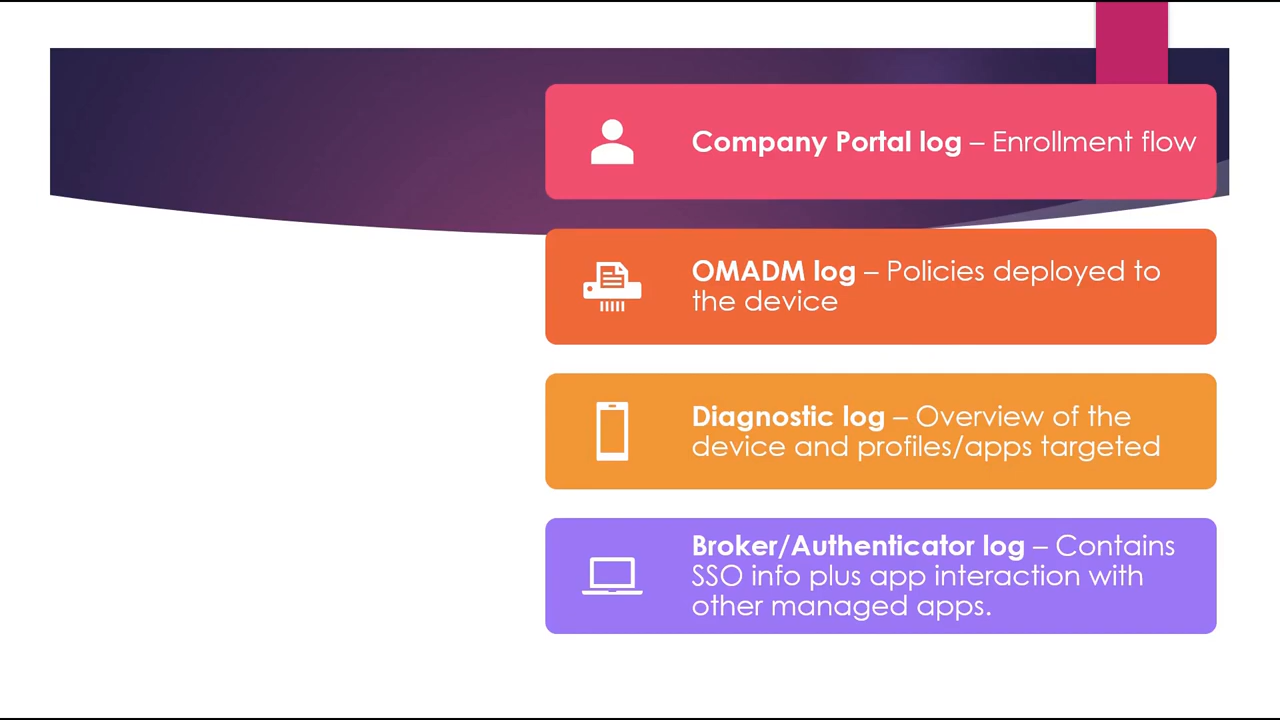 Company Portal log – Enrollment flow
OMADM log – Policies deployed to
the device
Diagnostic log – Overview of the
device and profiles/apps targeted
Broker/Authenticator log – Contains
SSO info plus app interaction with
other managed apps.